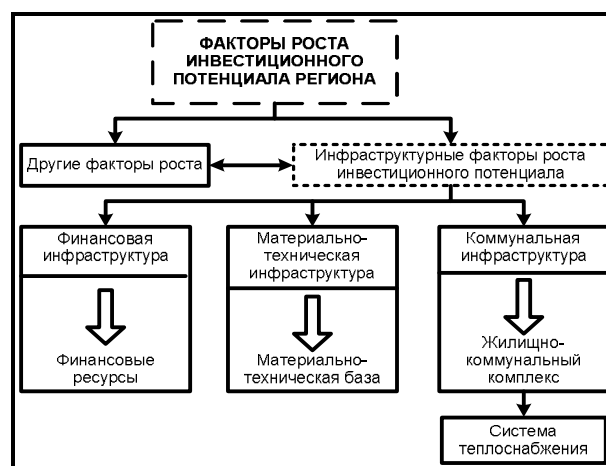 ФАКТОРЫ РОСТА
ИНВЕСТИЦИОННОГО
ПОТЕНЦИАЛА РЕГИОНА
Другие факторы роста
Инфраструктурные факторы роста
инвестиционного потенциала
Финансовая
инфраструктура
Финансовые
ресурсы
Материально-
техническая
инфраструктура
Материально-
техническая база
Коммунальная
инфраструктура
Жилищно-
коммунальный
комплекс
Система
теплоснабжения